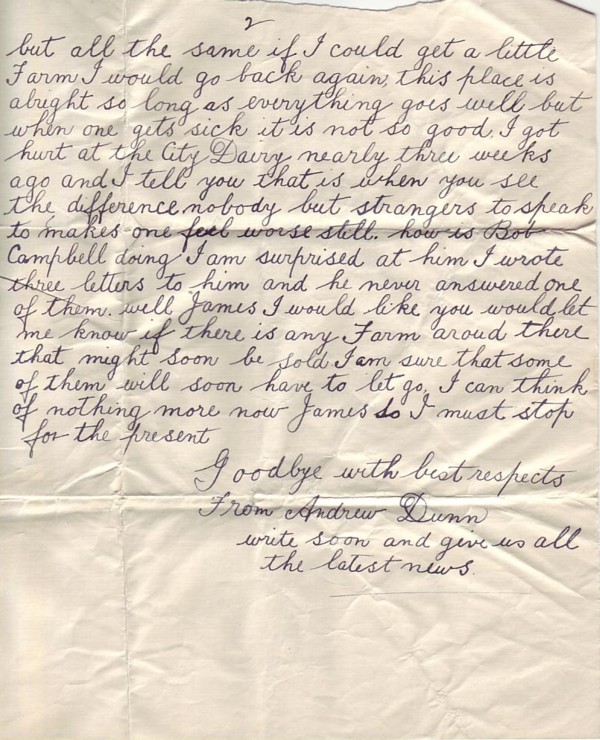 2
but all the same if I could get a little
Farm I would go back again, this place is
alright so long as everything goes well but
when one gets sick it is not so good, I got
hurt at the City Dairy nearly three weeks
ago and I tell you that is when you see
the difference, nobody but strangers to speak
to makes one feel worse still. how is Bob
Campbell doing I am surprised at him I wrote
three letters to him and he never answered one
of them. well James I would like you would let
me know if there is any Farm aroud there
that might soon be sold I am sure that some
of them will soon have to let go, I can think
of nothing more now James so I must stop
for the present
Goodbye with best respects
From Andrew Dunn
write soon and give us all
the latest news.